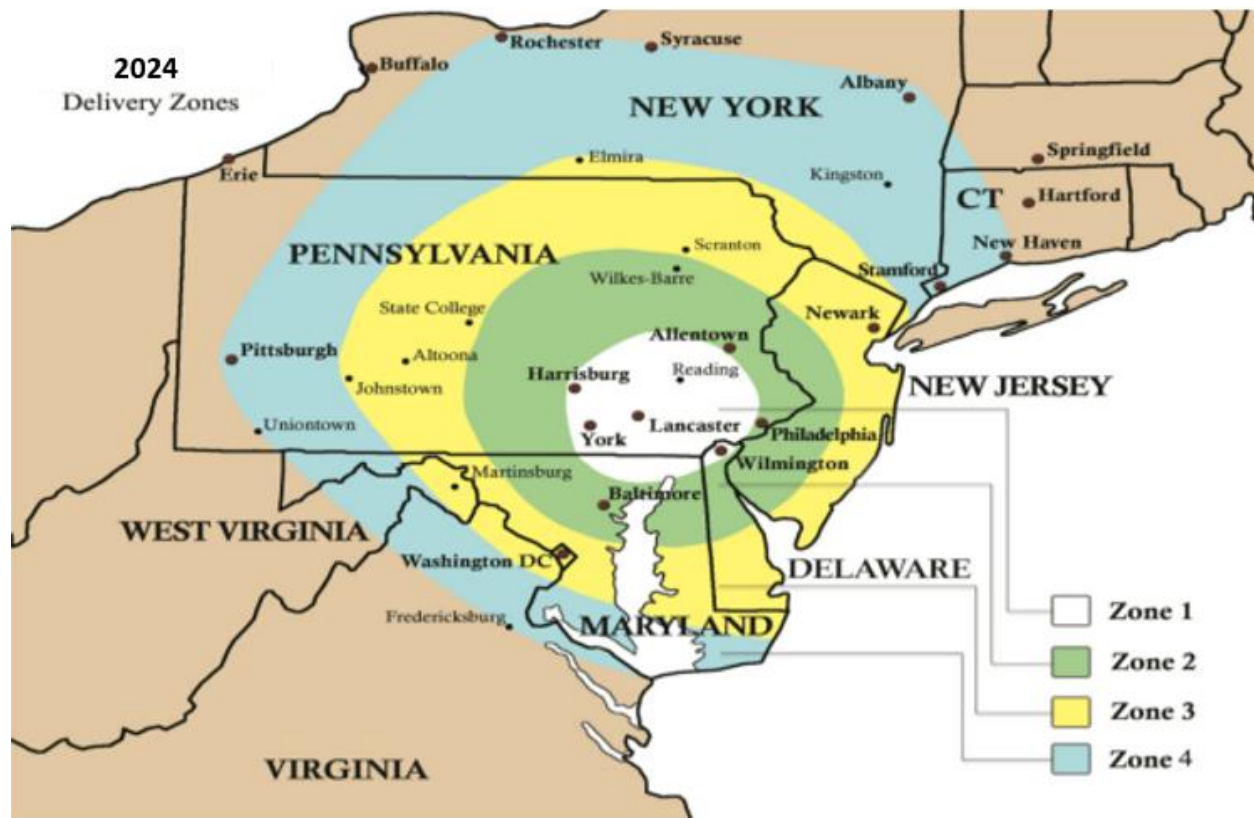 2024
Delivery Zones
Rochester
Syracuse
Buffalo
Albany
NEW YORK
Elmira
Springfield
Erie
Kingston
CT
Hartford
PENNSYLVANIA
Scranton
New Haven
Wilkes-Barre
Stamford
State College
Newark
Allentown
Pittsburgh
Altoona
Harrisburg
Reading
Johnstown
NEW JERSEY
Uniontown
York
Lancaster
Philadelphia
Wilmington
Martinsburg
Baltimore
WEST VIRGINIA
Washington DC
DELAWARE
Fredericksburg
MARYLAND
Zone 1
Zone 2
Zone 3
Zone 4
VIRGINIA